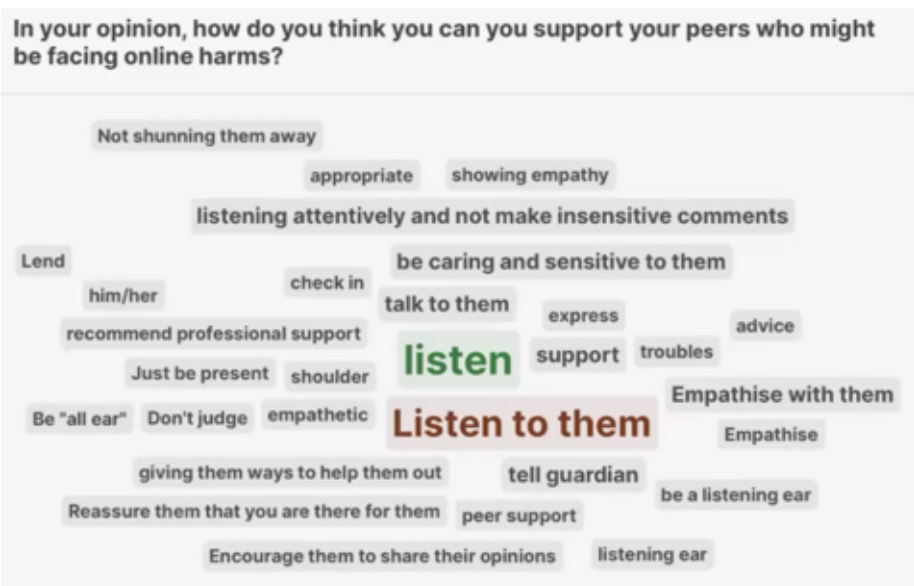 In your opinion, how do you think you can you support your peers who might
be facing online harms?
Not shunning them away
appropriate
showing empathy
listening attentively and not make insensitive comments
Lend
be caring and sensitive to them
check in
him/her
talk to them
express
advice
recommend professional support
listen
support
troubles
Just be present
shoulder
Empathise with them
Be "all ear"
Don't judge
empathetic
Listen to them
Empathise
giving them ways to help them out
tell guardian
be a listening ear
Reassure them that you are there for them
peer support
Encourage them to share their opinions
listening ear